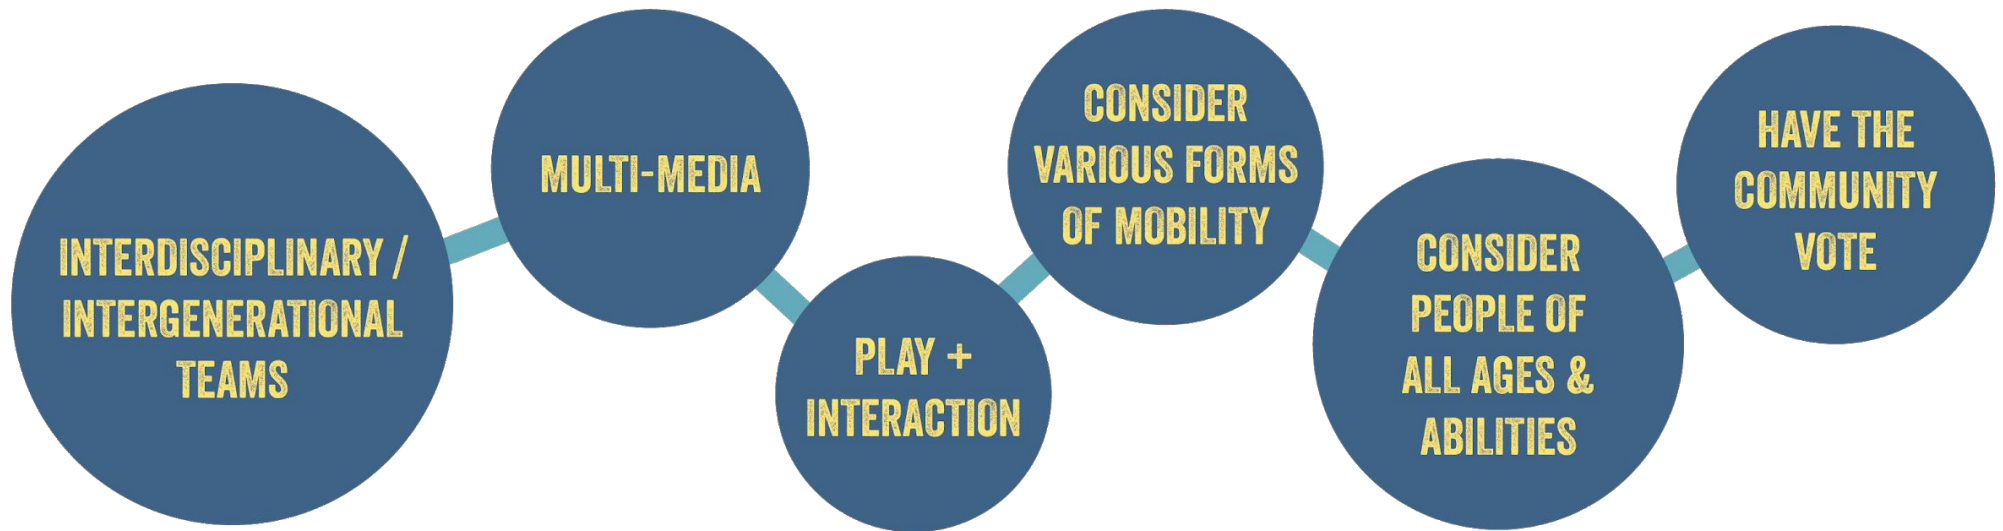 INTERDISCIPLINARY /
INTERGENERATIONAL
TEAMS
MULTI-MEDIA
PLAY +
INTERACTION
CONSIDER
VARIOUS FORMS
OF MOBILITY
CONSIDER
PEOPLE OF
ALL AGES &
ABILITIES
HAVE THE
COMMUNITY
VOTE